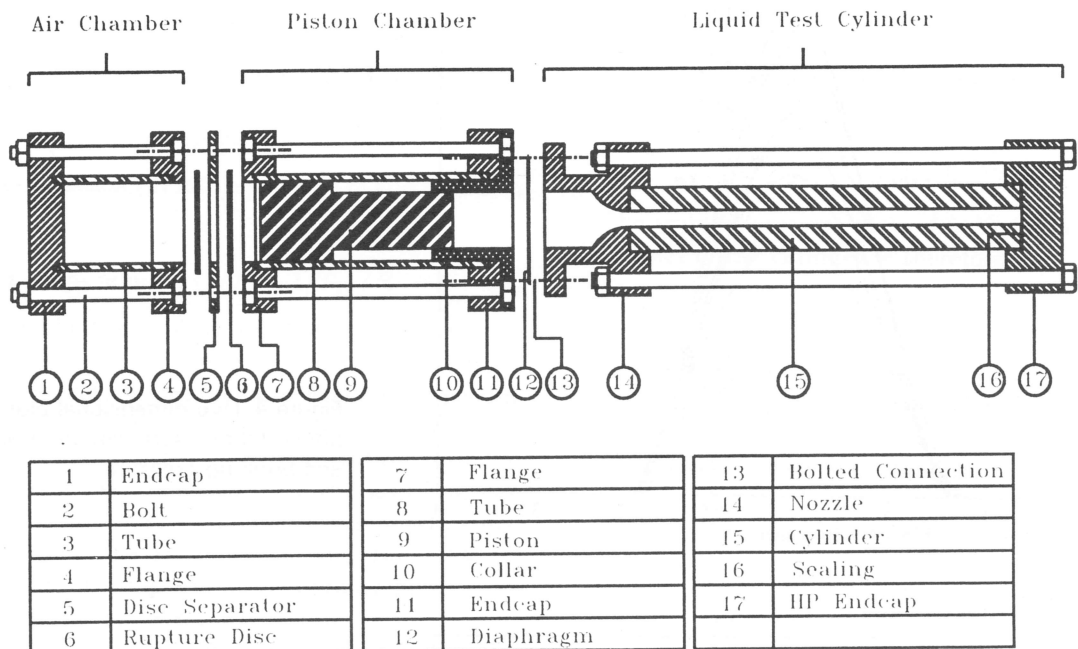 Air Chamber Piston Chamber Liquid Test Cylinder
1 2 3 4 5 6 7 8 9 10 11 12 13 14 15 16 17
1 Endcap 7 Flange 13 Bolted Connection
2 Bolt 8 Tube 14 Nozzle
3 Tube 9 Piston 15 Cylinder
4 Flange 10 Collar 16 Sealing
5 Disc Separator 11 Endcap 17 HP Endcap
6 Rupture Disc 12 Diaphragm